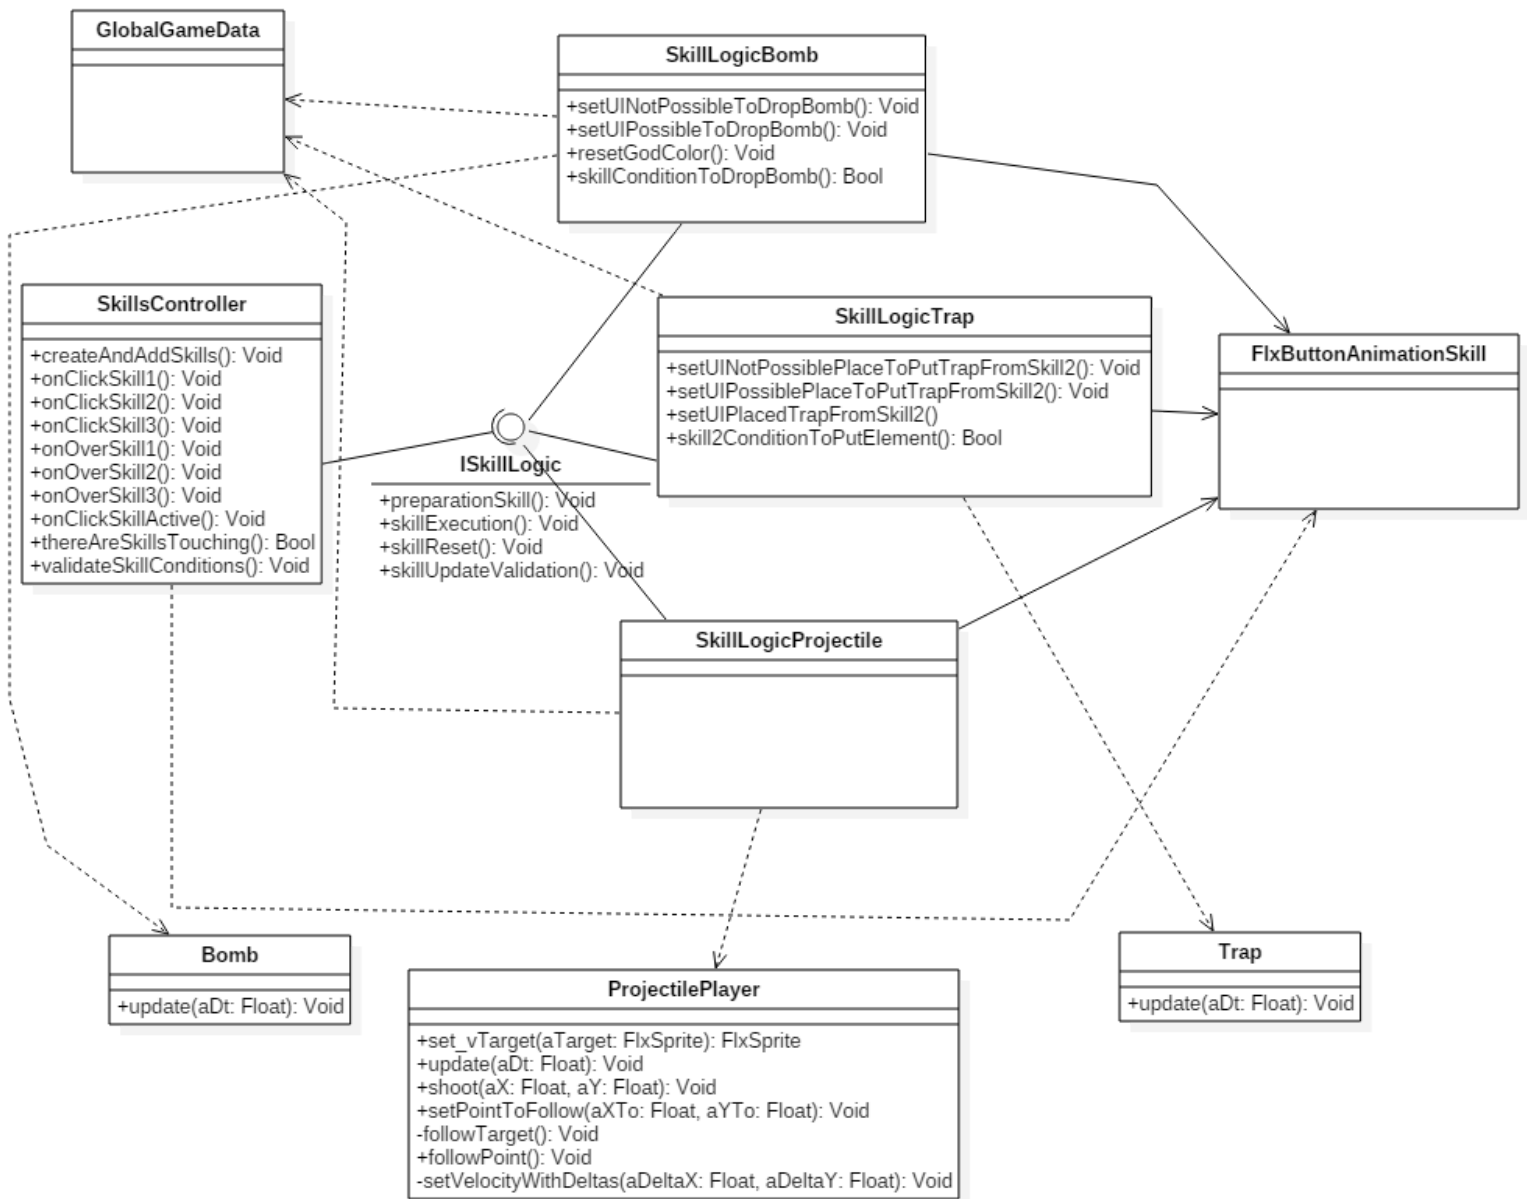 GlobalGameData
SkillLogicBomb
+setUINotPossibleToDropBomb(): Void
+setUIPossibleToDropBomb(): Void
+resetGodColor(): Void
+skillConditionToDropBomb(): Bool
SkillsController
+createAndAddSkills(): Void
+onClickSkill1(): Void
+onClickSkill2(): Void
+onClickSkill3(): Void
+onOverSkill1(): Void
+onOverSkill2(): Void
+onOverSkill3(): Void
+onClickSkillActive(): Void
+thereAreSkillsTouching(): Bool
+validateSkillConditions(): Void
ISkillLogic
+preparationSkill(): Void
+skillExecution(): Void
+skillReset(): Void
+skillUpdateValidation(): Void
SkillLogicTrap
+setUINotPossiblePlaceToPutTrapFromSkill2(): Void
+setUIPossiblePlaceToPutTrapFromSkill2(): Void
+setUIPlacedTrapFromSkill2()
+skill2ConditionToPutElement(): Bool
FlxButtonAnimationSkill
SkillLogicProjectile
Bomb
+update(aDt: Float): Void
ProjectilePlayer
+set_vTarget(aTarget: FlxSprite): FlxSprite
+update(aDt: Float): Void
+shoot(aX: Float, aY: Float): Void
+setPointToFollow(aXTo: Float, aYTo: Float): Void
-followTarget(): Void
+followPoint(): Void
-setVelocityWithDeltas(aDeltaX: Float, aDeltaY: Float): Void
Trap
+update(aDt: Float): Void